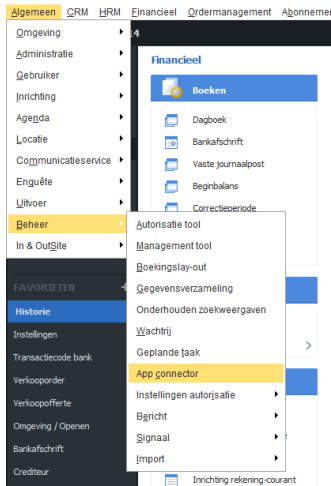 Algemeen CRM HRM Financieel Ordermanagement Abonnemer
Omgeving
Administratie
Gebruiker
Inrichting
Agenda
Locatie
Communicatieservice
Enquête
Uitvoer
Beheer
In & OutSite
14
Financieel
Boeken
Dagboek
Bankafschrift
Vaste journaalpost
Beginbalans
Correctieperiode
Autorisatie tool
Management tool
Boekingslay-out
Gegevensverzameling
Onderhouden zoekweergaven
Wachtrij
Geplande taak
App connector
Instellingen autorisatie
Bericht
Signaal
Import
FAVORIETEN +
Historie
Instellingen
Transactiecode bank
Verkooporder
Verkoopofferte
Omgeving / Openen
Bankafschrift
Crediteur
Inrichting rekening-courant